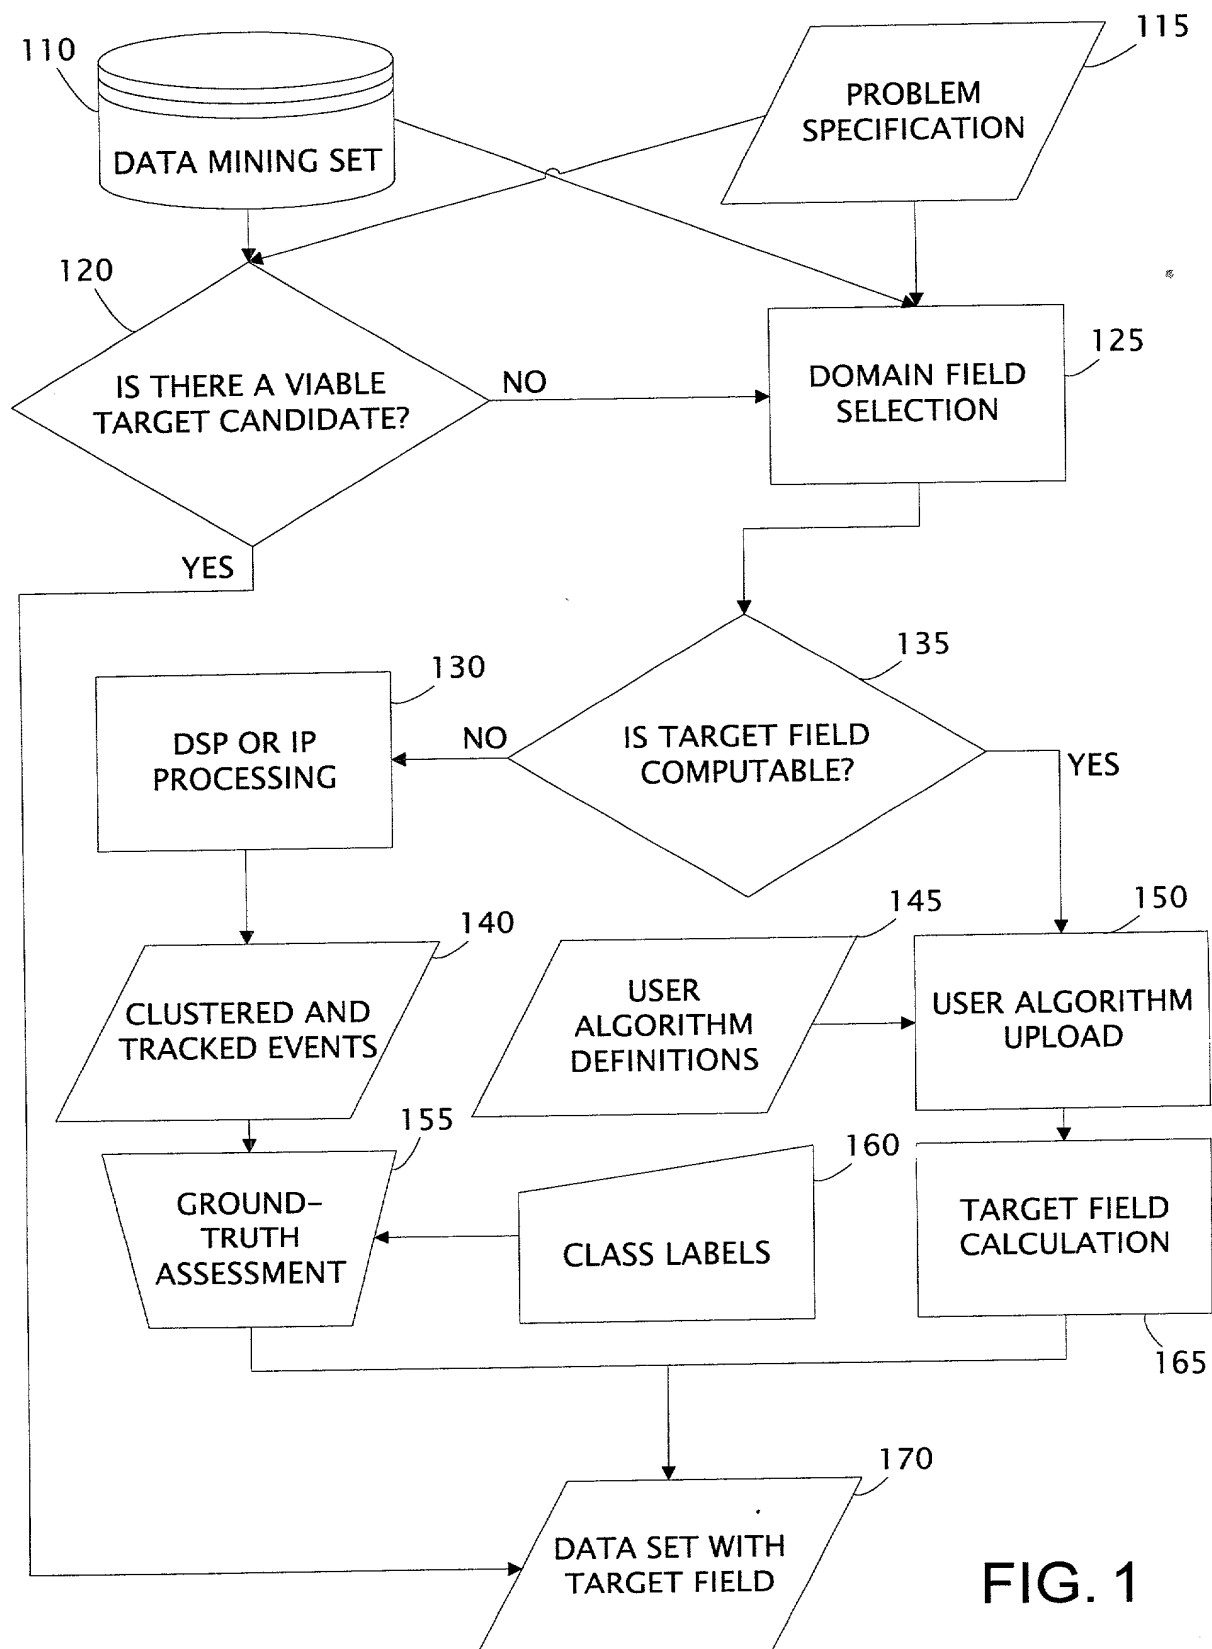 110
115
PROBLEM
SPECIFICATION
DATA MINING SET
120
125
IS THERE A VIABLE
TARGET CANDIDATE?
NO
DOMAIN FIELD
SELECTION
YES
130
135
DSP OR IP
PROCESSING
NO
IS TARGET FIELD
COMPUTABLE?
YES
140
145
150
CLUSTERED AND
TRACKED EVENTS
USER
ALGORITHM
DEFINITIONS
USER ALGORITHM
UPLOAD
155
160
GROUND-
TRUTH
ASSESSMENT
CLASS LABELS
TARGET FIELD
CALCULATION
165
170
DATA SET WITH
TARGET FIELD
FIG. 1